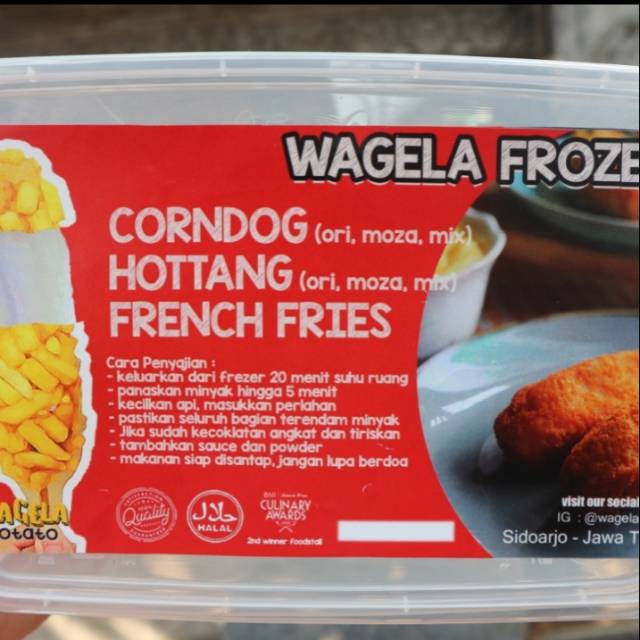 WAGELA FROZE
CORNDOG (ori, moza, mix)
HOTTANG (ori, moza, mix)
FRENCH FRIES
Cara Penyajian :
- keluarkan dari frezer 20 menit suhu ruang
- panaskan minyak hingga 5 menit
- kecilkan api, masukkan perlahan
- pastikan seluruh bagian terendam minyak
- Jika sudah kecoklatan angkat dan tiriskan
- tambahkan sauce dan powder
- makanan siap disantap, jangan lupa berdoa
AGELA
otato
Quality
حلال
HALAL
CULINARY
AWARDS
2nd winner Foodstall
visit our social
IG : @wagela
Sidoarjo - Jawa T